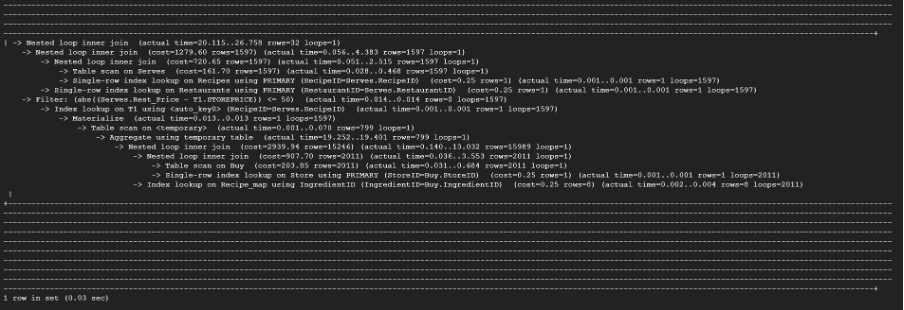 | -> Nested loop inner join (actual time=20.115..26.758 rows=32 loops=1)
-> Nested loop inner join (cost=1279.60 rows=1597) (actual time=0.056..4.383 rows=1597 loops=1)
-> Nested loop inner join (cost=720.65 rows=1597) (actual time=0.051..2.515 rows=1597 loops=1)
-> Table scan on Serves (cost=161.70 rows=1597) (actual time=0.028..0.468 rows=1597 loops=1)
-> Single-row index lookup on Recipes using PRIMARY (RecipeID=Serves.RecipeID) (cost=0.25 rows=1) (actual time=0.001..0.001 rows=1 loops=1597)
-> Single-row index lookup on Restaurants using PRIMARY (RestaurantID=Serves.RestaurantID) (cost=0.25 rows=1) (actual time=0.001..0.001 rows=1 loops=1597)
-> Filter: (abs((Serves.Rest_Price - T1.STOREPRICE)) <= 50) (actual time=0.014..0.014 rows=0 loops=1597)
-> Index lookup on T1 using <auto_key0> (RecipeID=Serves.RecipeID) (actual time=0.001..0.001 rows=1 loops=1597)
-> Materialize (actual time=0.013..0.013 rows=1 loops=1597)
-> Table scan on <temporary> (actual time=0.001..0.070 rows=799 loops=1)
-> Aggregate using temporary table (actual time=19.252..19.401 rows=799 loops=1)
-> Nested loop inner join (cost=2939.94 rows=15246) (actual time=0.140..13.032 rows=15989 loops=1)
-> Nested loop inner join (cost=907.70 rows=2011) (actual time=0.036..3.553 rows=2011 loops=1)
-> Table scan on Buy (cost=203.85 rows=2011) (actual time=0.031..0.684 rows=2011 loops=1)
-> Single-row index lookup on Store using PRIMARY (StoreID=Buy.StoreID) (cost=0.25 rows=1) (actual time=0.001..0.001 rows=1 loops=2011)
-> Index lookup on Recipe_map using IngredientID (IngredientID=Buy.IngredientID) (cost=0.25 rows=8) (actual time=0.002..0.004 rows=8 loops=2011)
|
1 row in set (0.03 sec)